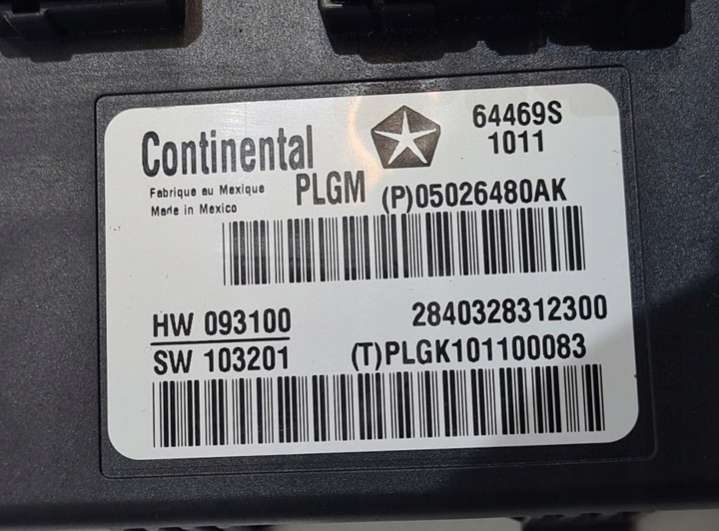 64469S
1011
Continental
Fabrique au Mexique
Made in Mexico
PLGM (P)05026480AK
HW 093100
SW 103201
2840328312300
(T)PLGK101100083